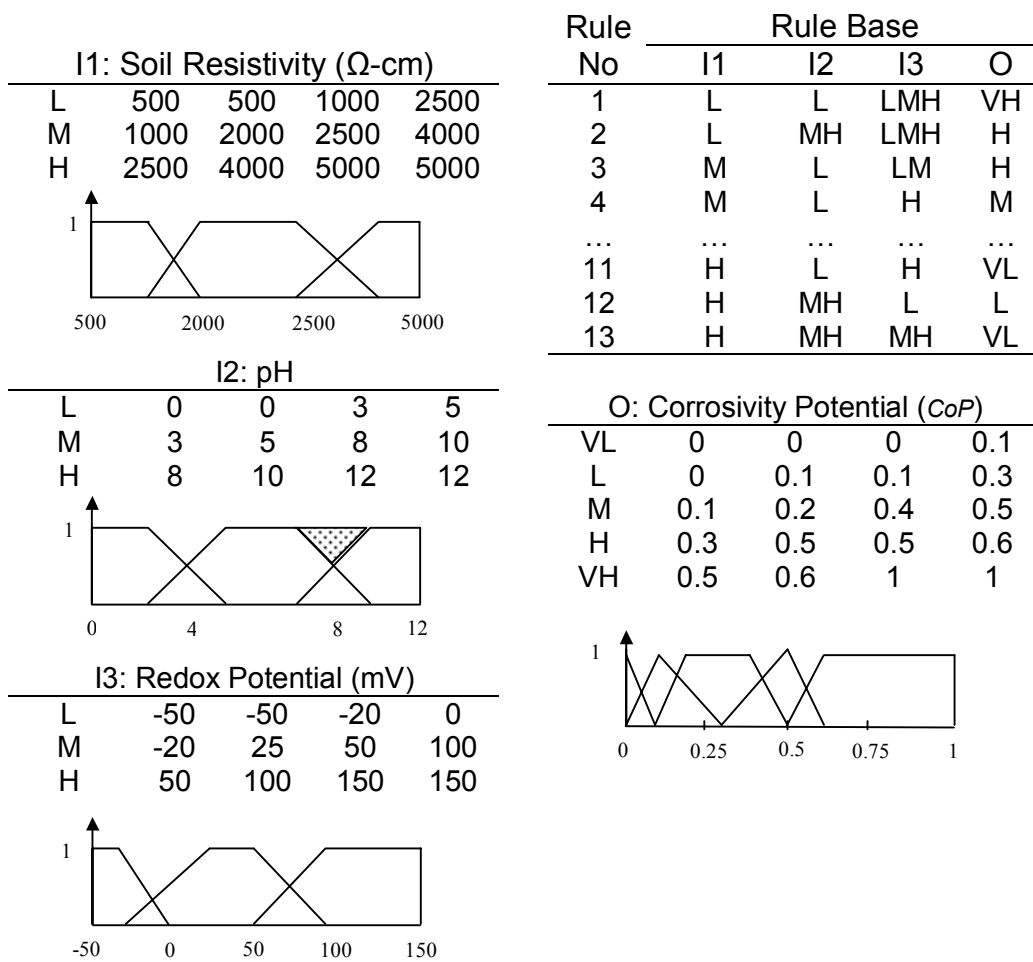 I1: Soil Resistivity (Ω-cm)
L 500 500 1000 2500
M 1000 2000 2500 4000
H 2500 4000 5000 5000
1
500 2000 2500 5000
I2: pH
L 0 0 3 5
M 3 5 8 10
H 8 10 12 12
1
0 4 8 12
I3: Redox Potential (mV)
L -50 -50 -20 0
M -20 25 50 100
H 50 100 150 150
1
-50 0 50 100 150
Rule Rule Base
No I1 I2 I3 O
1 L L LMH VH
2 L MH LMH H
3 M L LM H
4 M L H M
... ... ... ... ...
11 H L H VL
12 H MH L L
13 H MH MH VL
O: Corrosivity Potential (CoP)
VL 0 0 0 0.1
L 0 0.1 0.1 0.3
M 0.1 0.2 0.4 0.5
H 0.3 0.5 0.5 0.6
VH 0.5 0.6 1 1
1
0 0.25 0.5 0.75 1